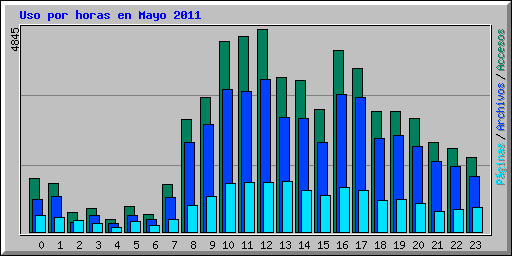 Uso por horas en Mayo 2011
4845
Páginas / Archivos / Accesos
0 1 2 3 4 5 6 7 8 9 10 11 12 13 14 15 16 17 18 19 20 21 22 23